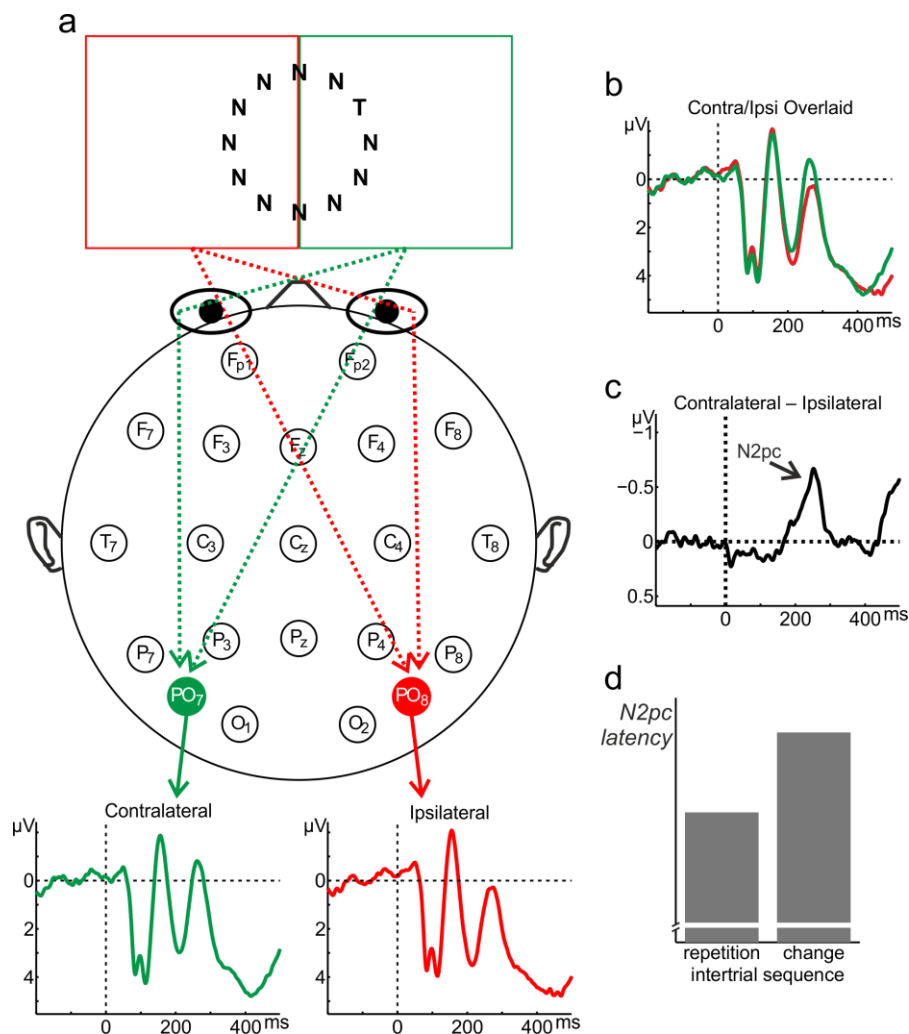 a
N
N N
N T
N N
N N
N N
N
Fp1 Fp2
F7 F3 Fz F4 F8
T7 C3 Cz C4 T8
P7 P3 Pz P4 P8
PO7 PO8
O1 O2
Contralateral
µV
0
2
4
0 200 400 ms
Ipsilateral
µV
0
2
4
0 200 400 ms
b
Contra/Ipsi Overlaid
µV
0
2
4
0 200 400 ms
c
Contralateral – Ipsilateral
µV
−1
N2pc
−0.5
0
0.5
0 200 400 ms
d
N2pc
latency
repetition change
intertrial sequence